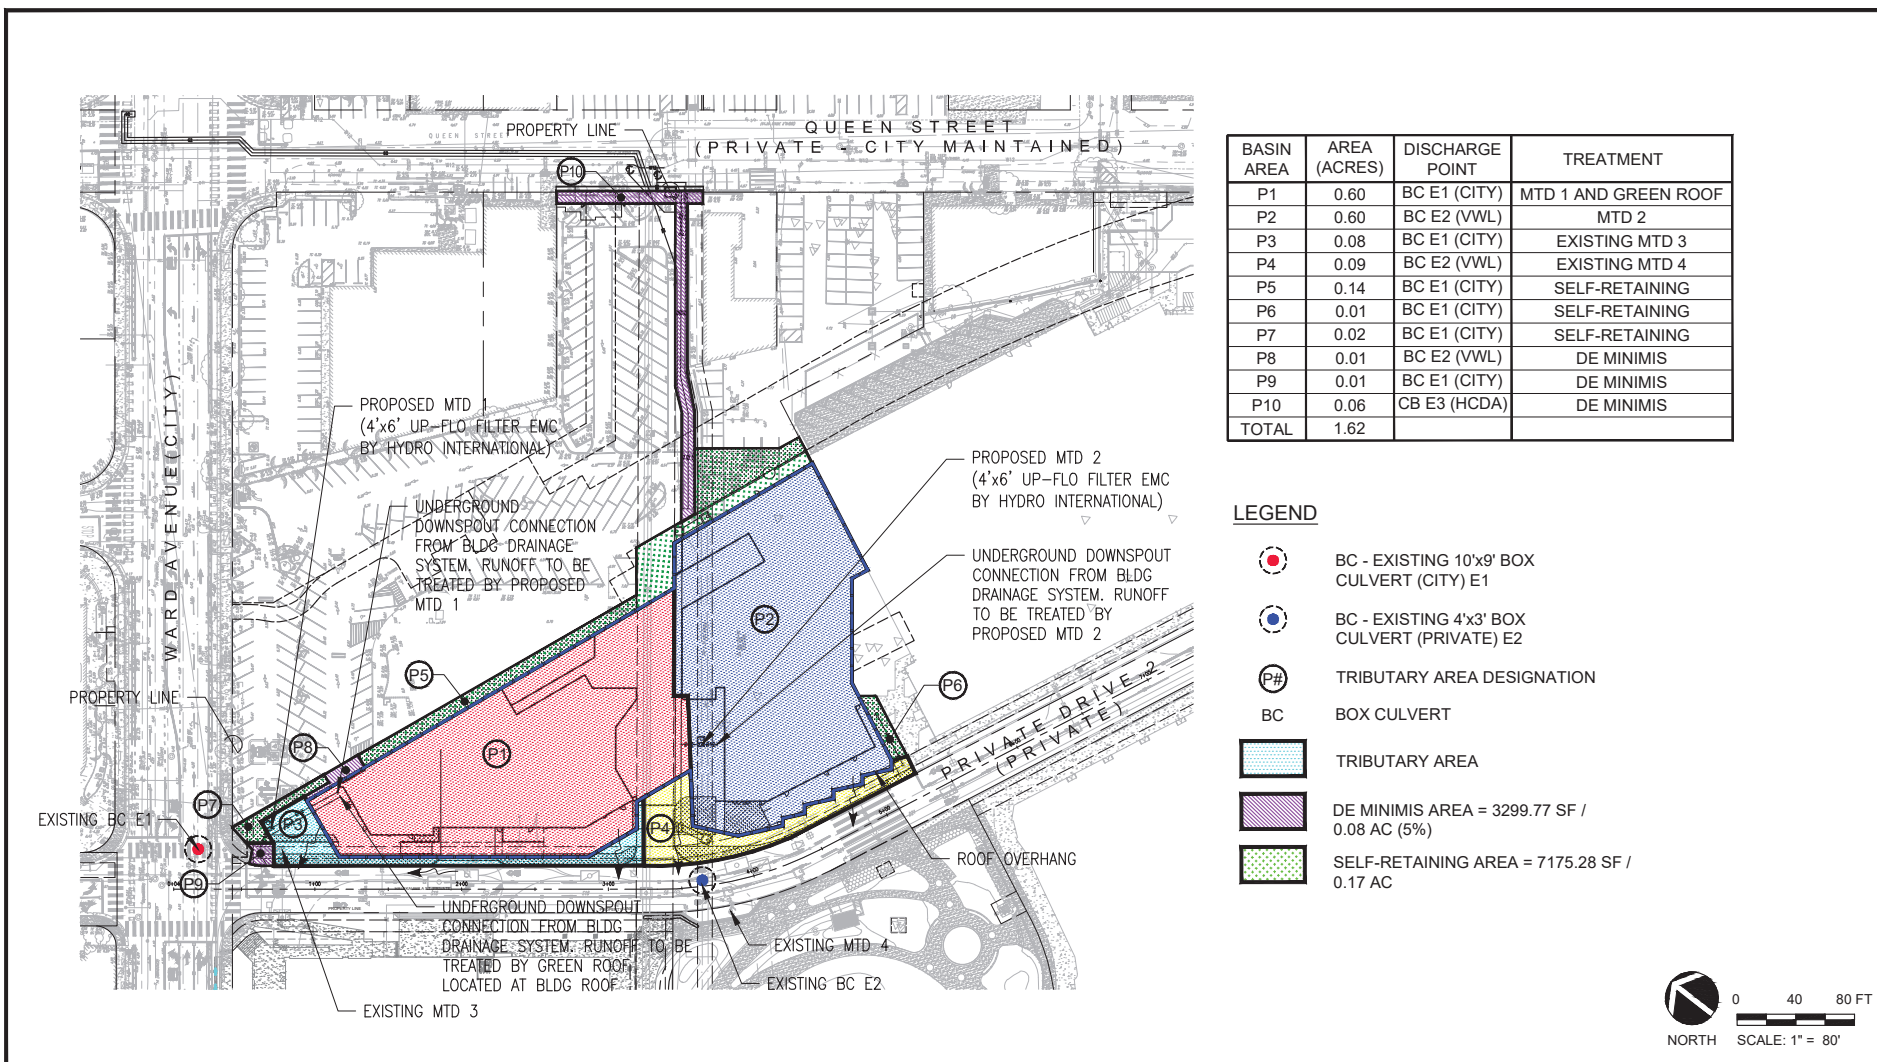 QUEEN STREET
(PRIVATE - CITY MAINTAINED)
PROPERTY LINE
QUEEN STREET
P10
WARD AVENUE (CITY)
PROPOSED MTD 1
(4'x6' UP-FLO FILTER EMC
BY HYDRO INTERNATIONAL)
UNDERGROUND
DOWNSPOUT CONNECTION
FROM BLDG DRAINAGE
SYSTEM. RUNOFF TO BE
TREATED BY PROPOSED
MTD 1
PROPOSED MTD 2
(4'x6' UP-FLO FILTER EMC
BY HYDRO INTERNATIONAL)
UNDERGROUND DOWNSPOUT
CONNECTION FROM BLDG
DRAINAGE SYSTEM. RUNOFF
TO BE TREATED BY
PROPOSED MTD 2
P2
P5
P6
PROPERTY LINE
P8
P1
PRIVATE DRIVE 2
(PRIVATE)
P7
P3
P4
EXISTING BC E1
P9
ROOF OVERHANG
1+00
2+00
3+00
UNDERGROUND DOWNSPOUT
CONNECTION FROM BLDG
DRAINAGE SYSTEM. RUNOFF TO BE
TREATED BY GREEN ROOF
LOCATED AT BLDG ROOF
EXISTING MTD 4
EXISTING BC E2
EXISTING MTD 3
BASIN AREA AREA (ACRES) DISCHARGE POINT TREATMENT
P1 0.60 BC E1 (CITY) MTD 1 AND GREEN ROOF
P2 0.60 BC E2 (VWL) MTD 2
P3 0.08 BC E1 (CITY) EXISTING MTD 3
P4 0.09 BC E2 (VWL) EXISTING MTD 4
P5 0.14 BC E1 (CITY) SELF-RETAINING
P6 0.01 BC E1 (CITY) SELF-RETAINING
P7 0.02 BC E1 (CITY) SELF-RETAINING
P8 0.01 BC E2 (VWL) DE MINIMIS
P9 0.01 BC E1 (CITY) DE MINIMIS
P10 0.06 CB E3 (HCDA) DE MINIMIS
TOTAL 1.62
LEGEND
BC - EXISTING 10'x9' BOX
CULVERT (CITY) E1
BC - EXISTING 4'x3' BOX
CULVERT (PRIVATE) E2
P# TRIBUTARY AREA DESIGNATION
BC BOX CULVERT
TRIBUTARY AREA
DE MINIMIS AREA = 3299.77 SF /
0.08 AC (5%)
SELF-RETAINING AREA = 7175.28 SF /
0.17 AC
0 40 80 FT
NORTH SCALE: 1" = 80'